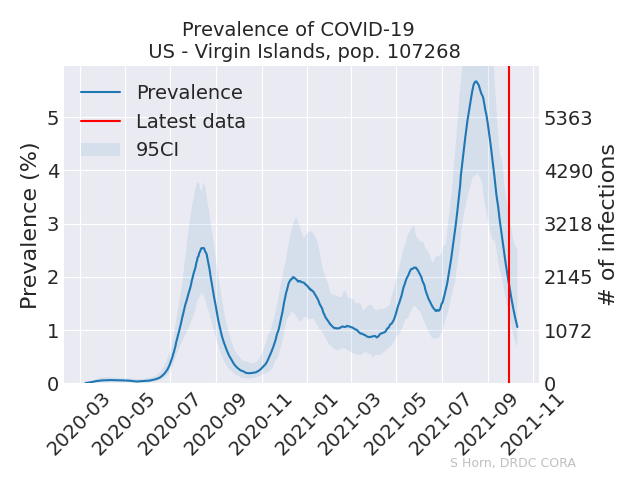 Prevalence of COVID-19
US - Virgin Islands, pop. 107268
Prevalence
Latest data
95CI
Prevalence (%)
5
4
3
2
1
0
5363
4290
3218
2145
1072
0
# of infections
2020-03
2020-05
2020-07
2020-09
2020-11
2021-01
2021-03
2021-05
2021-07
2021-09
2021-11
S Horn, DRDC CORA